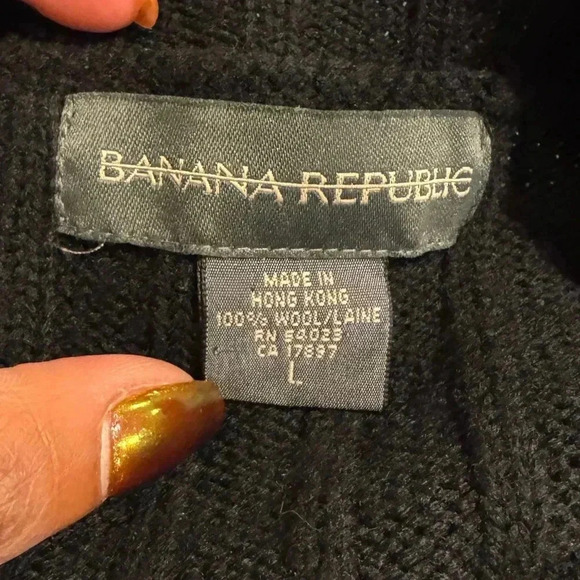 BANANA REPUBLIC
MADE IN
HONG KONG
100% WOOL/LAINE
RN 54023
CA 17897
L